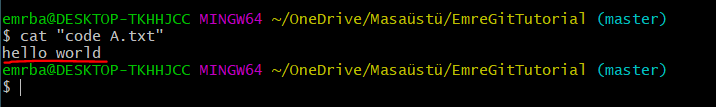 emrba@DESKTOP-TKHHJCC MINGW64 ~/OneDrive/Masaüstü/EmreGitTutorial (master)
$ cat "code A.txt"
hello world
emrba@DESKTOP-TKHHJCC MINGW64 ~/OneDrive/Masaüstü/EmreGitTutorial (master)
$